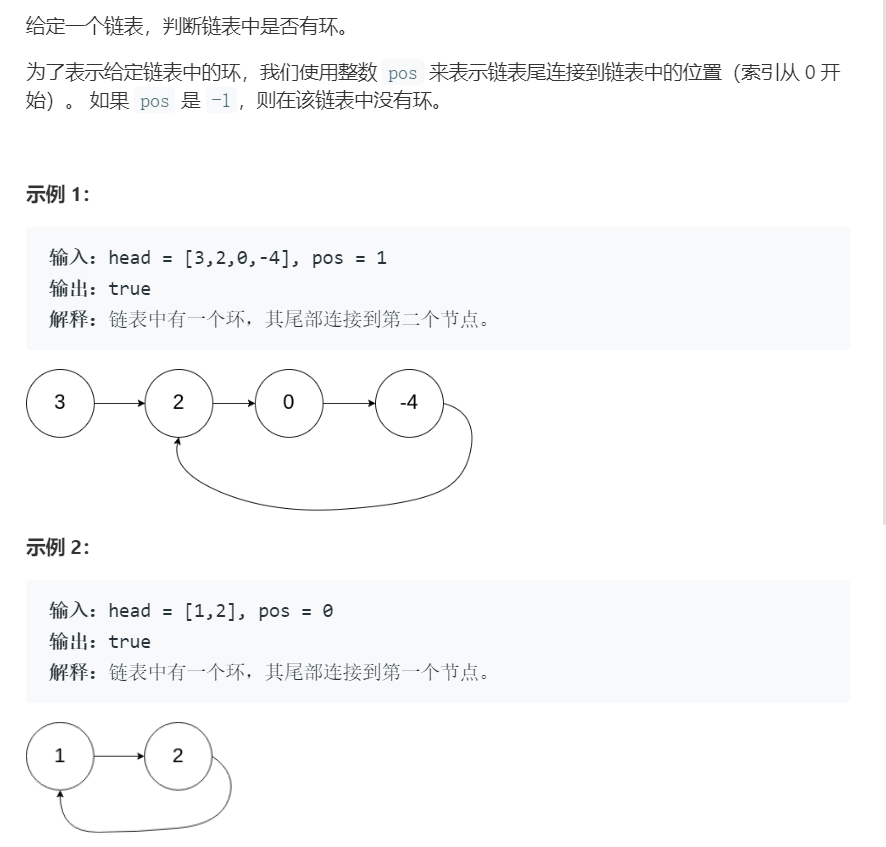 给定一个链表，判断链表中是否有环。
为了表示给定链表中的环，我们使用整数 pos 来表示链表尾连接到链表中的位置（索引从 0 开
始）。 如果 pos 是 -1，则在该链表中没有环。
示例 1：
输入：head = [3,2,0,-4], pos = 1
输出：true
解释：链表中有一个环，其尾部连接到第二个节点。
3 2 0 -4
示例 2：
输入：head = [1,2], pos = 0
输出：true
解释：链表中有一个环，其尾部连接到第一个节点。
1 2